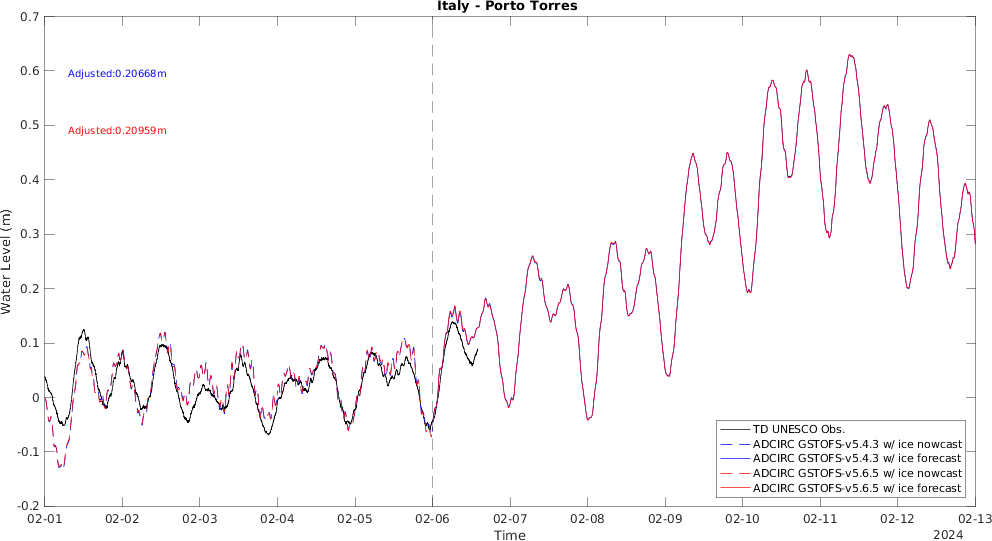 Italy - Porto Torres
Adjusted:0.20668m
Adjusted:0.20959m
Water Level (m)
0.7
0.6
0.5
0.4
0.3
0.2
0.1
0
-0.1
-0.2
TD UNESCO Obs.
ADCIRC GSTOFS-v5.4.3 w/ ice nowcast
ADCIRC GSTOFS-v5.4.3 w/ ice forecast
ADCIRC GSTOFS-v5.6.5 w/ ice nowcast
ADCIRC GSTOFS-v5.6.5 w/ ice forecast
02-01 02-02 02-03 02-04 02-05 02-06 02-07 02-08 02-09 02-10 02-11 02-12 02-13
Time
2024